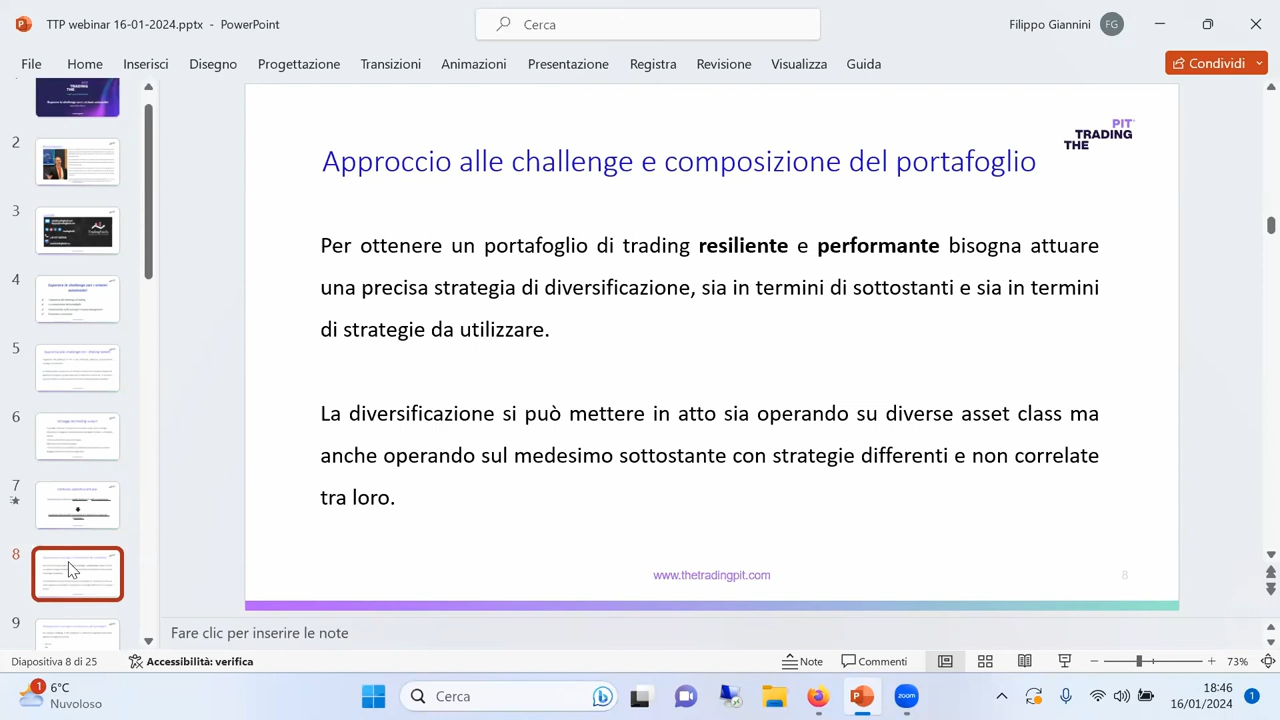 TTP webinar 16-01-2024.pptx - PowerPoint
Cerca
Filippo Giannini FG
File Home Inserisci Disegno Progettazione Transizioni Animazioni Presentazione Registra Revisione Visualizza Guida
Condividi
2
3
4
5
6
7
8
9
PIT
TRADING
THE
Approccio alle challenge e composizione del portafoglio
Per ottenere un portafoglio di trading resiliente e performante bisogna attuare
una precisa strategia di diversificazione, sia in termini di sottostanti e sia in termini
di strategie da utilizzare.
La diversificazione si può mettere in atto sia operando su diverse asset class ma
anche operando sul medesimo sottostante con strategie differenti e non correlate
tra loro.
www.thetradingpit.com
8
Fare clic per inserire le note
Diapositiva 8 di 25
Accessibilità: verifica
Note
Commenti
73%
1
6°C
Nuvoloso
Cerca
zoom
18:46
16/01/2024
1